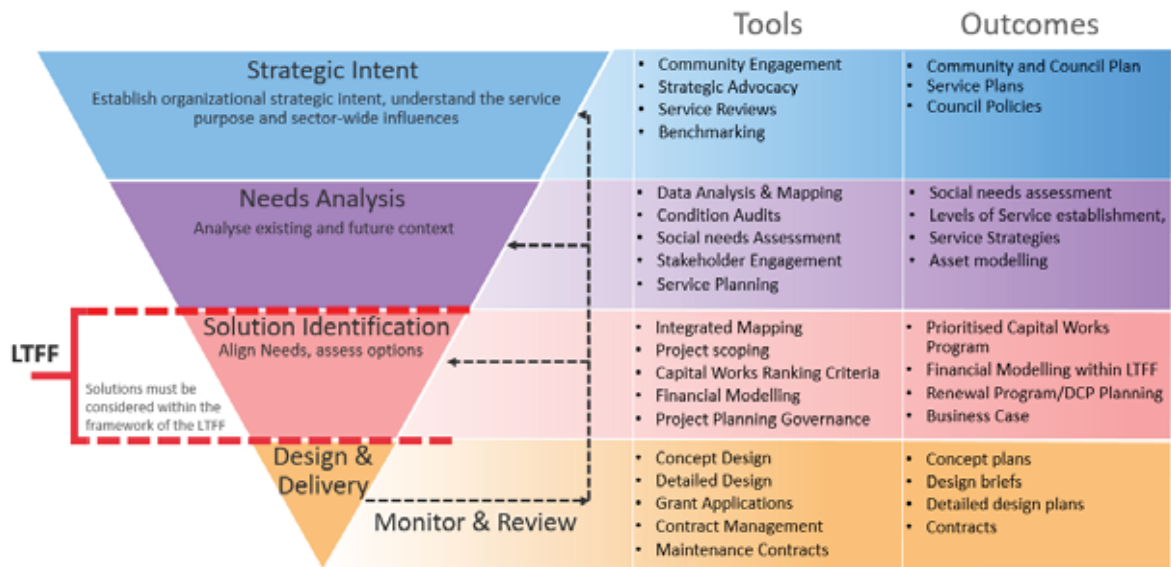 Tools
Outcomes
Strategic Intent
Establish organizational strategic intent, understand the service
purpose and sector-wide influences
• Community Engagement
• Strategic Advocacy
• Service Reviews
• Benchmarking
• Community and Council Plan
• Service Plans
• Council Policies
Needs Analysis
Analyse existing and future context
• Data Analysis & Mapping
• Condition Audits
• Social needs Assessment
• Stakeholder Engagement
• Service Planning
• Social needs assessment
• Levels of Service establishment,
• Service Strategies
• Asset modelling
LTFF
Solutions must be
considered within the
framework of the LTFF
Solution Identification
Align Needs, assess options
• Integrated Mapping
• Project scoping
• Capital Works Ranking Criteria
• Financial Modelling
• Project Planning Governance
• Prioritised Capital Works
Program
• Financial Modelling within LTFF
• Renewal Program/DCP Planning
• Business Case
Design &
Delivery
Monitor & Review
• Concept Design
• Detailed Design
• Grant Applications
• Contract Management
• Maintenance Contracts
• Concept plans
• Design briefs
• Detailed design plans
• Contracts